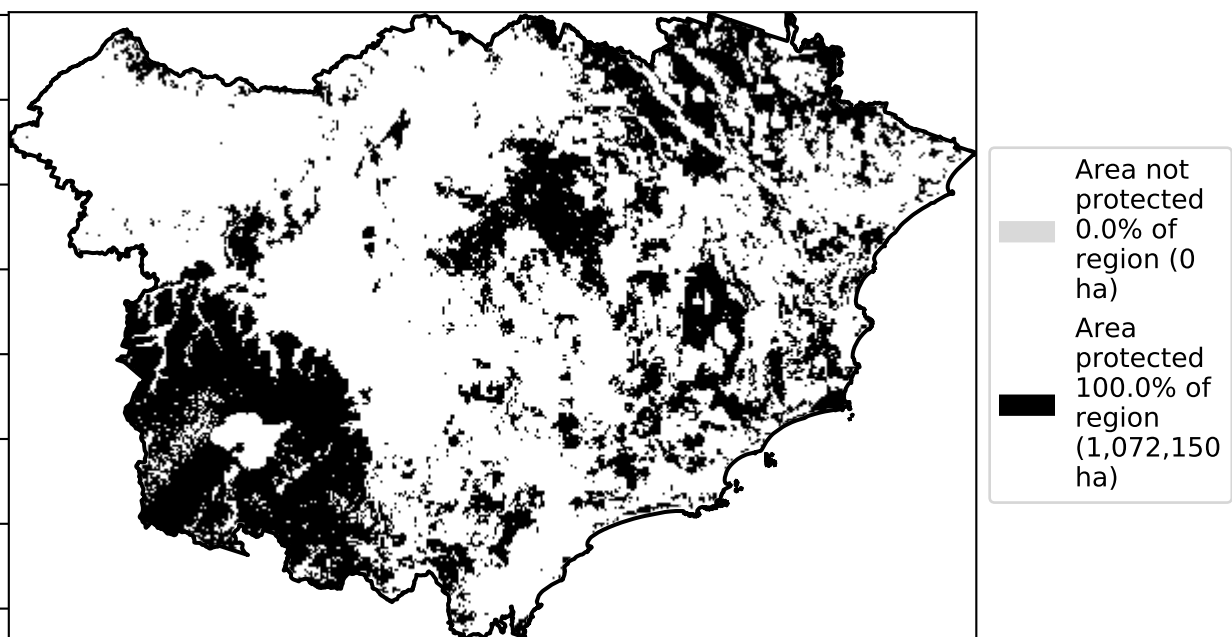 Area not
protected
0.0% of
region (0
ha)
Area
protected
100.0% of
region
(1,072,150
ha)